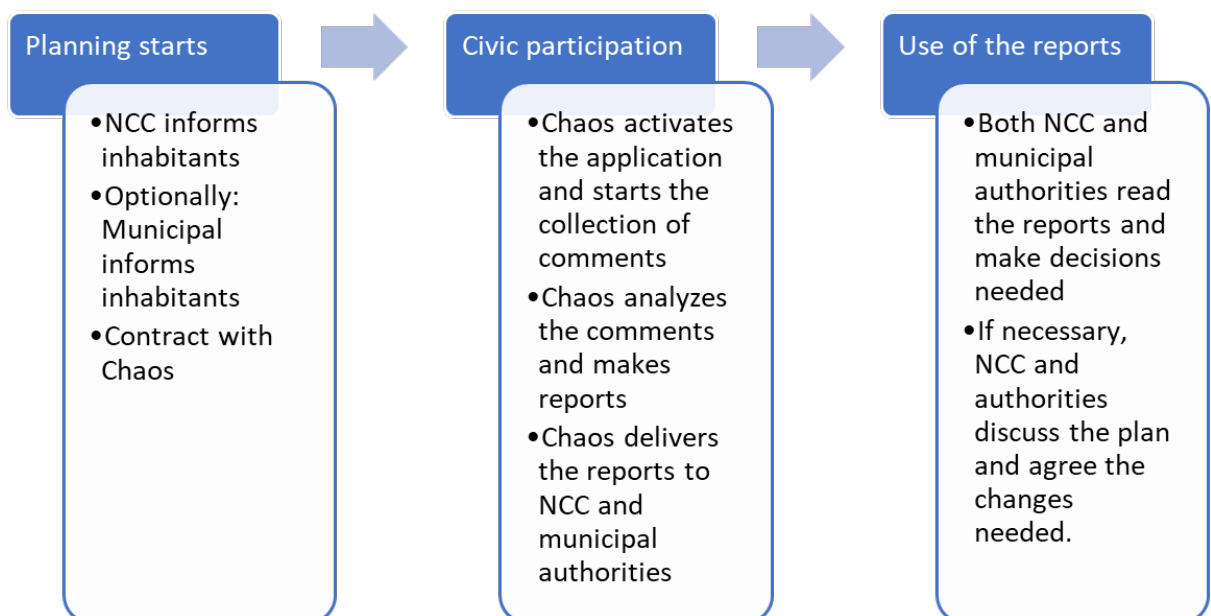 Planning starts
•NCC informs
inhabitants
•Optionally:
Municipal
informs
inhabitants
•Contract with
Chaos
Civic participation
•Chaos activates
the application
and starts the
collection of
comments
•Chaos analyzes
the comments
and makes
reports
•Chaos delivers
the reports to
NCC and
municipal
authorities
Use of the reports
•Both NCC and
municipal
authorities read
the reports and
make decisions
needed
•If necessary,
NCC and
authorities
discuss the plan
and agree the
changes
needed.